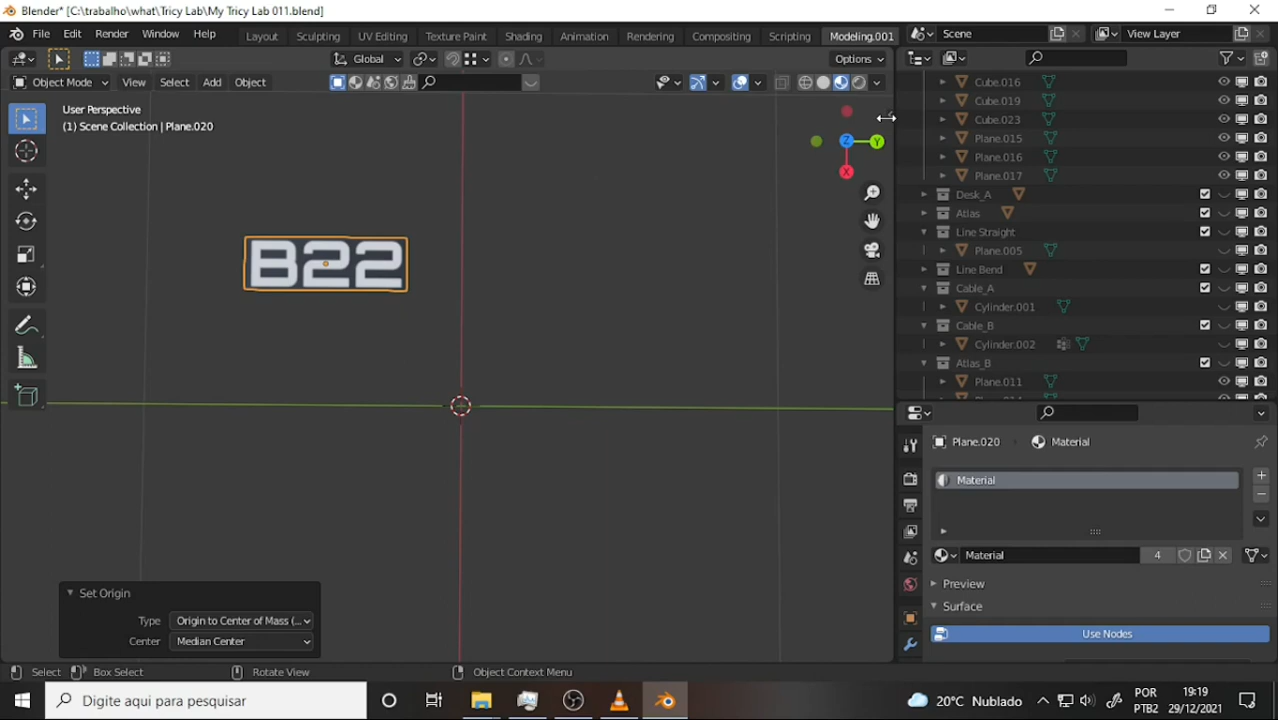 Blender* [C:\trabalho\what\Tricy Lab\My Tricy Lab 011.blend]
File Edit Render Window Help Layout Sculpting UV Editing Texture Paint Shading Animation Rendering Compositing Scripting Modeling.001 Scene View Layer
Global Options
Object Mode View Select Add Object
User Perspective
(1) Scene Collection | Plane.020
B22
Z Y
X
Cube.016
Cube.019
Cube.023
Plane.015
Plane.016
Plane.017
Desk_A
Atlas
Line Straight
Plane.005
Line Bend
Cable_A
Cylinder.001
Cable_B
Cylinder.002
Atlas_B
Plane.011
Plane.020 > Material
Material
Material 4
Preview
Surface
Use Nodes
Set Origin
Type Origin to Center of Mass (...
Center Median Center
Select Box Select Rotate View Object Context Menu
Digite aqui para pesquisar
20°C Nublado
POR
PTB2
19:19
29/12/2021